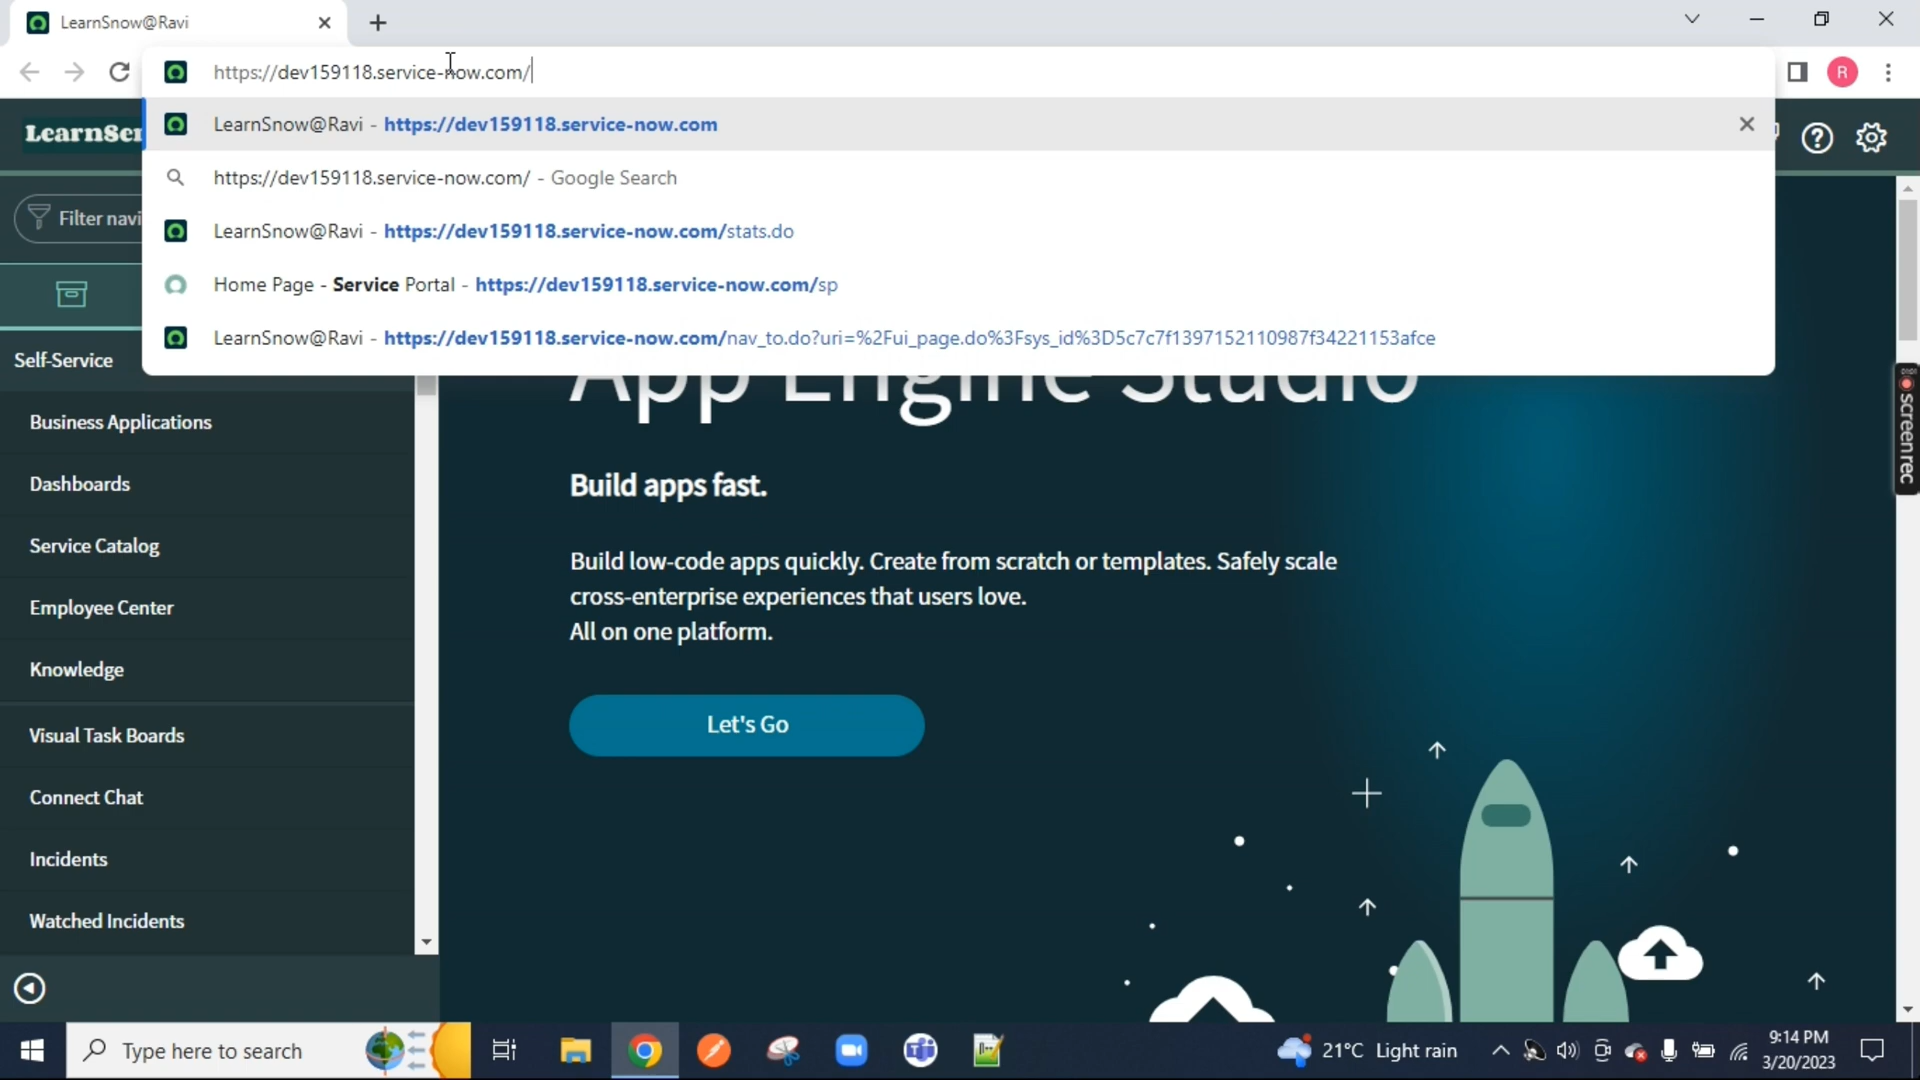 LearnSnow@Ravi
https://dev159118.service-now.com/
R
LearnSer
LearnSnow@Ravi - https://dev159118.service-now.com
https://dev159118.service-now.com/ - Google Search
LearnSnow@Ravi - https://dev159118.service-now.com/stats.do
Home Page - Service Portal - https://dev159118.service-now.com/sp
LearnSnow@Ravi - https://dev159118.service-now.com/nav_to.do?uri=%2Fui_page.do%3Fsys_id%3D5c7c7f1397152110987f34221153afce
Filter navi
Self-Service
Business Applications
Dashboards
Service Catalog
Employee Center
Knowledge
Visual Task Boards
Connect Chat
Incidents
Watched Incidents
App Engine Studio
Build apps fast.
Build low-code apps quickly. Create from scratch or templates. Safely scale
cross-enterprise experiences that users love.
All on one platform.
Let's Go
screenrec
Type here to search
21°C Light rain
9:14 PM
3/20/2023